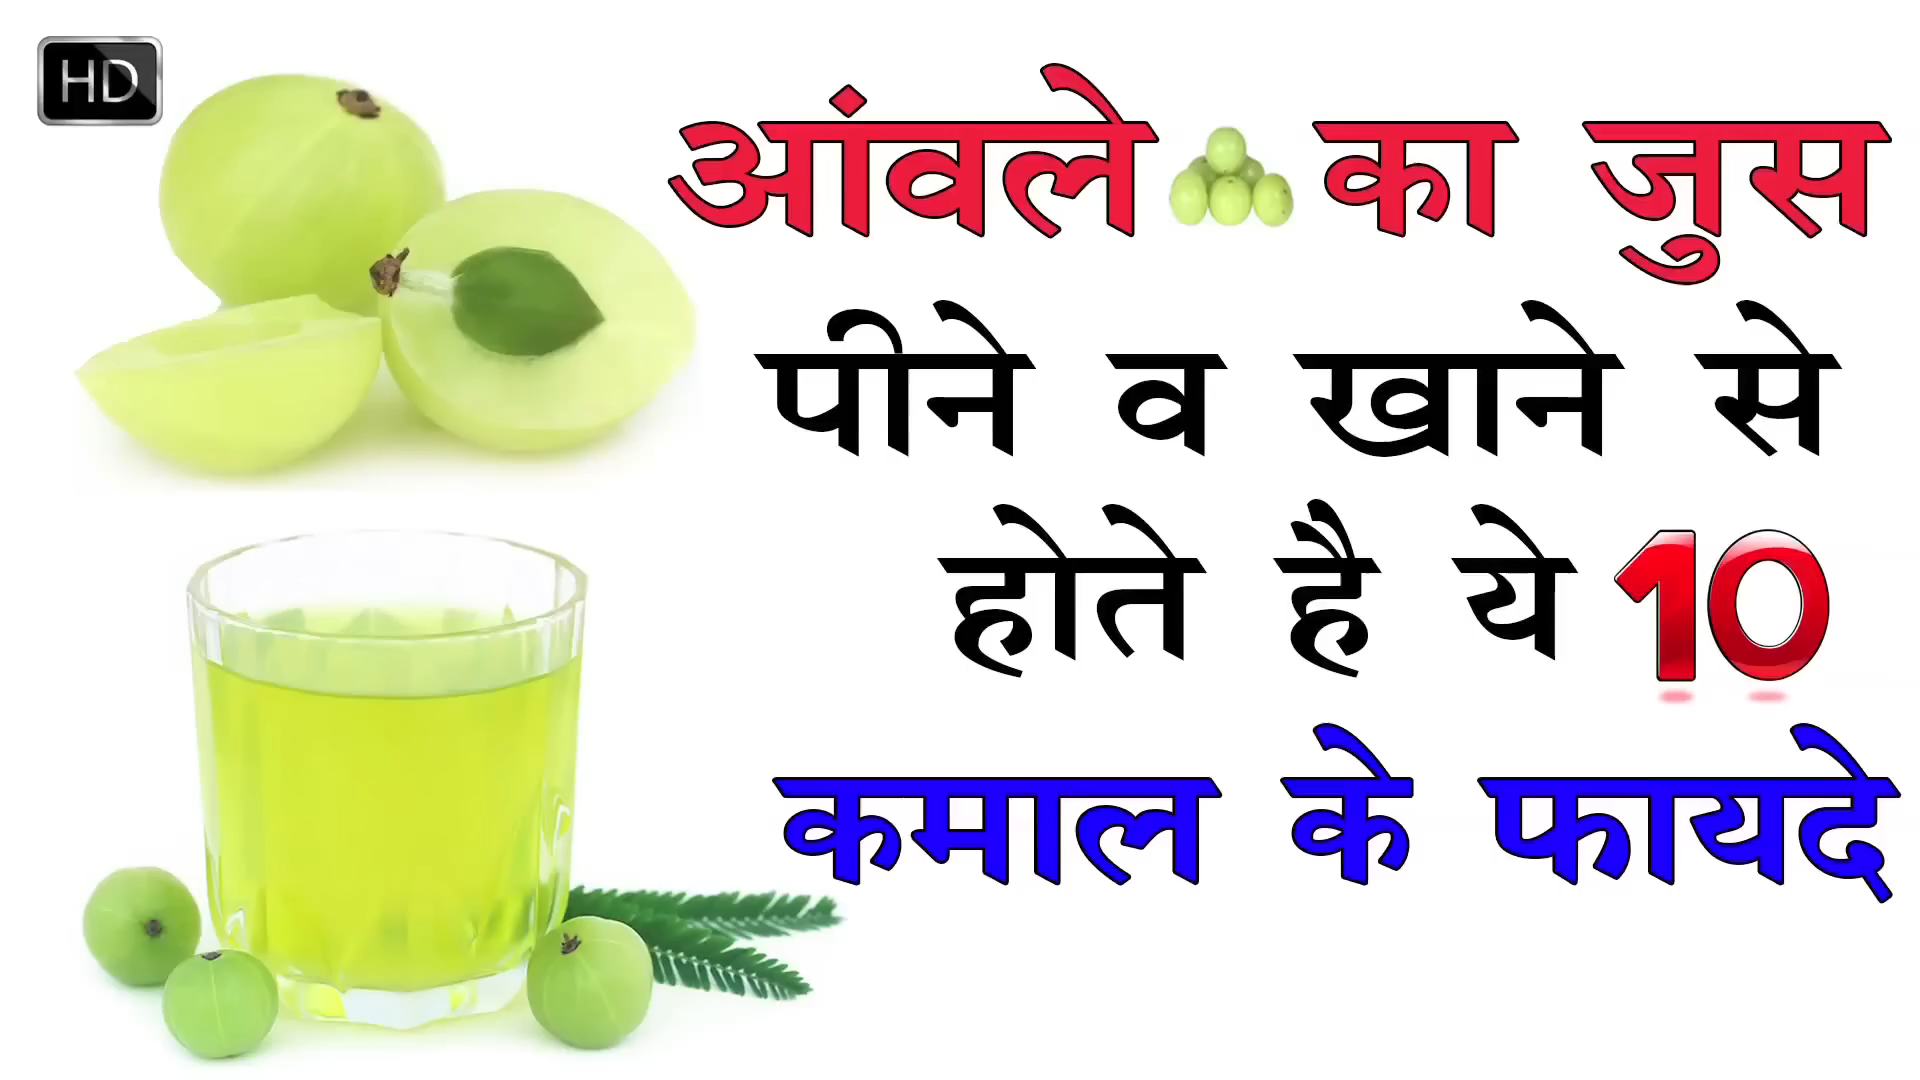 HD
आंवले का जुस
पीने व खाने से
होते है ये 10
कमाल के फायदे